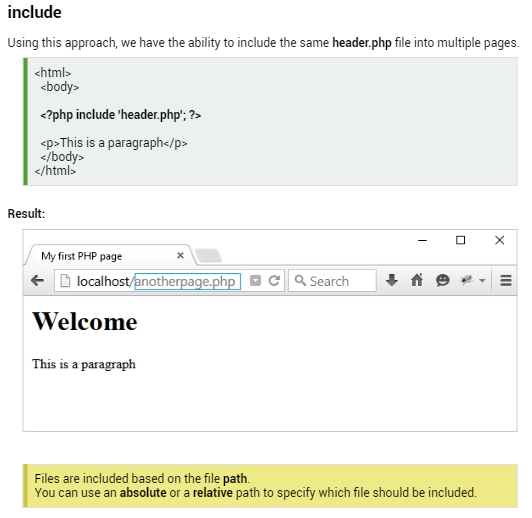 include
Using this approach, we have the ability to include the same header.php file into multiple pages.
<html>
<body>
<?php include 'header.php'; ?>
<p>This is a paragraph</p>
</body>
</html>
Result:
My first PHP page
localhost/anotherpage.php
Search
Welcome
This is a paragraph
Files are included based on the file path.
You can use an absolute or a relative path to specify which file should be included.